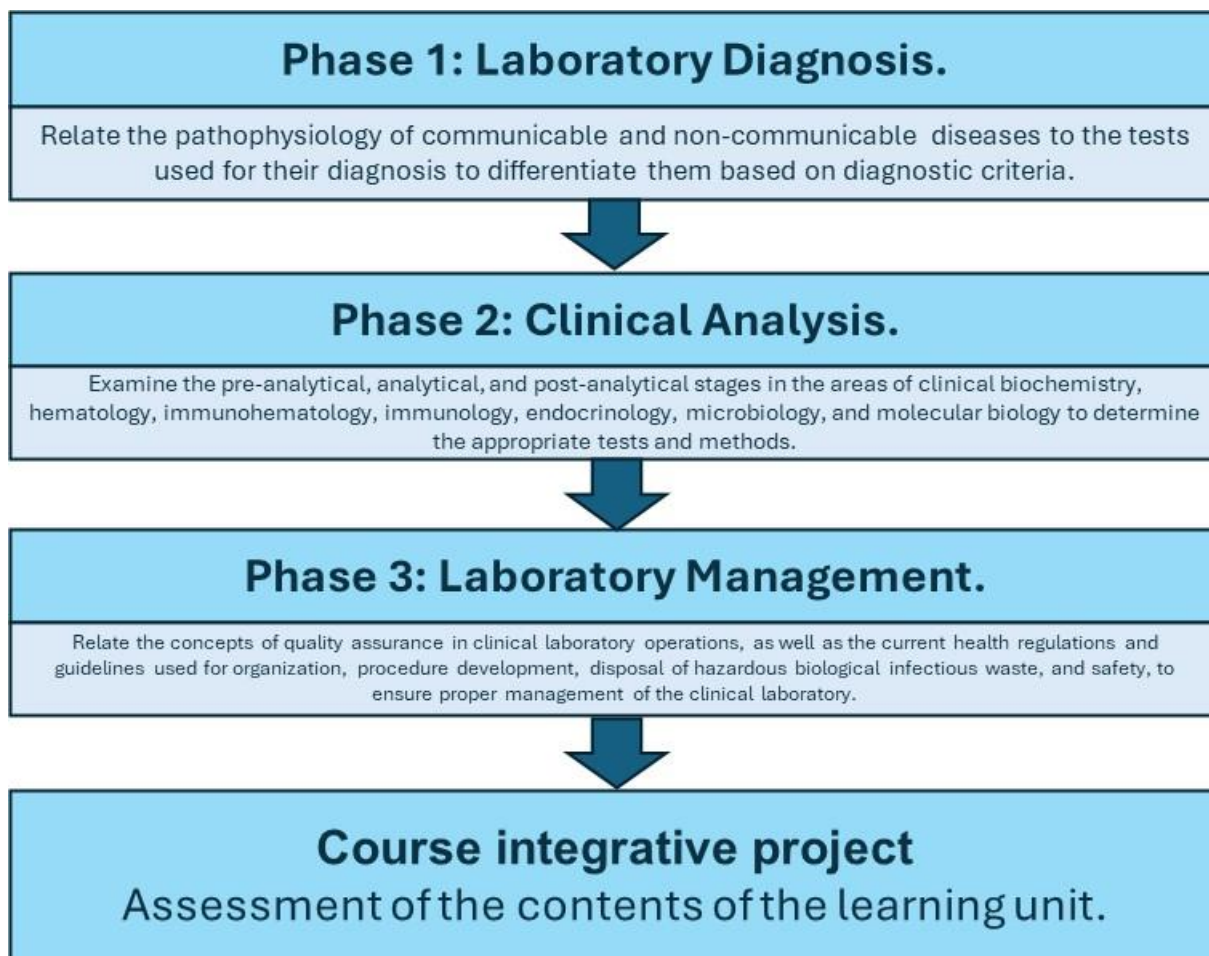 Phase 1: Laboratory Diagnosis.
Relate the pathophysiology of communicable and non-communicable diseases to the tests
used for their diagnosis to differentiate them based on diagnostic criteria.
Phase 2: Clinical Analysis.
Examine the pre-analytical, analytical, and post-analytical stages in the areas of clinical biochemistry,
hematology, immunohematology, immunology, endocrinology, microbiology, and molecular biology to determine
the appropriate tests and methods.
Phase 3: Laboratory Management.
Relate the concepts of quality assurance in clinical laboratory operations, as well as the current health regulations and
guidelines used for organization, procedure development, disposal of hazardous biological infectious waste, and safety, to
ensure proper management of the clinical laboratory.
Course integrative project
Assessment of the contents of the learning unit.